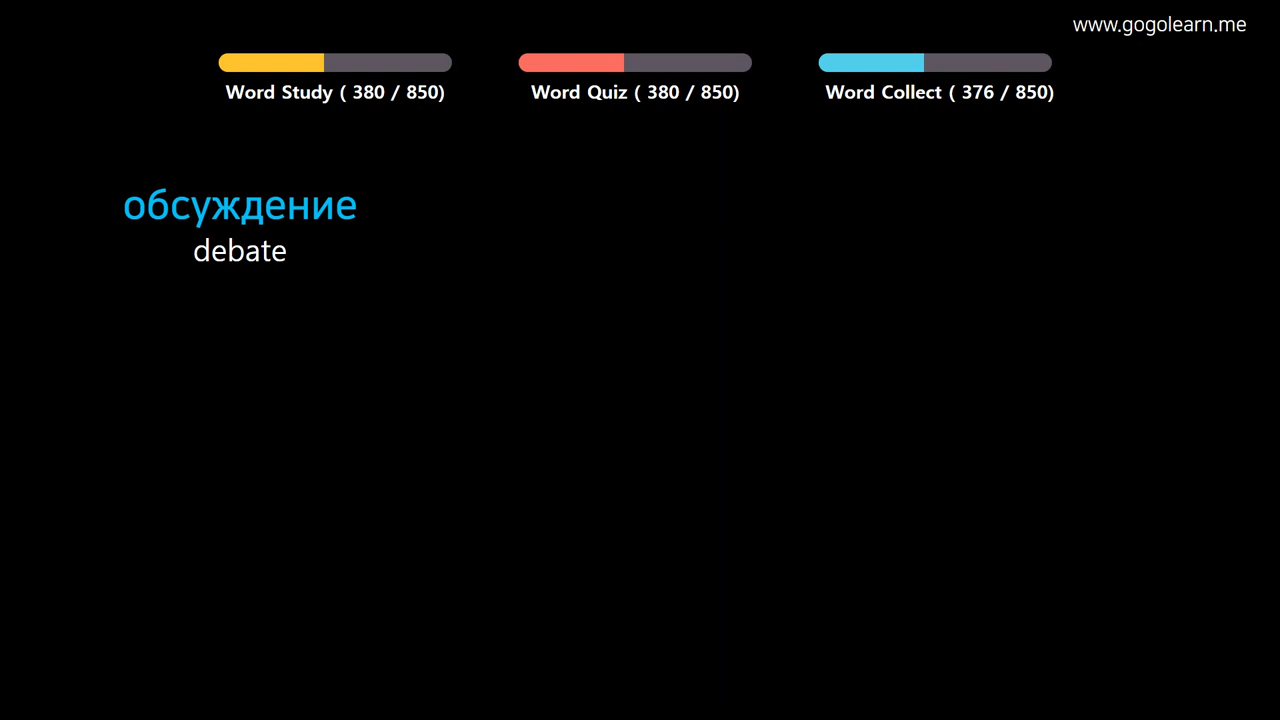 www.gogolearn.me
Word Study ( 380 / 850)
Word Quiz ( 380 / 850)
Word Collect ( 376 / 850)
обсуждение
debate